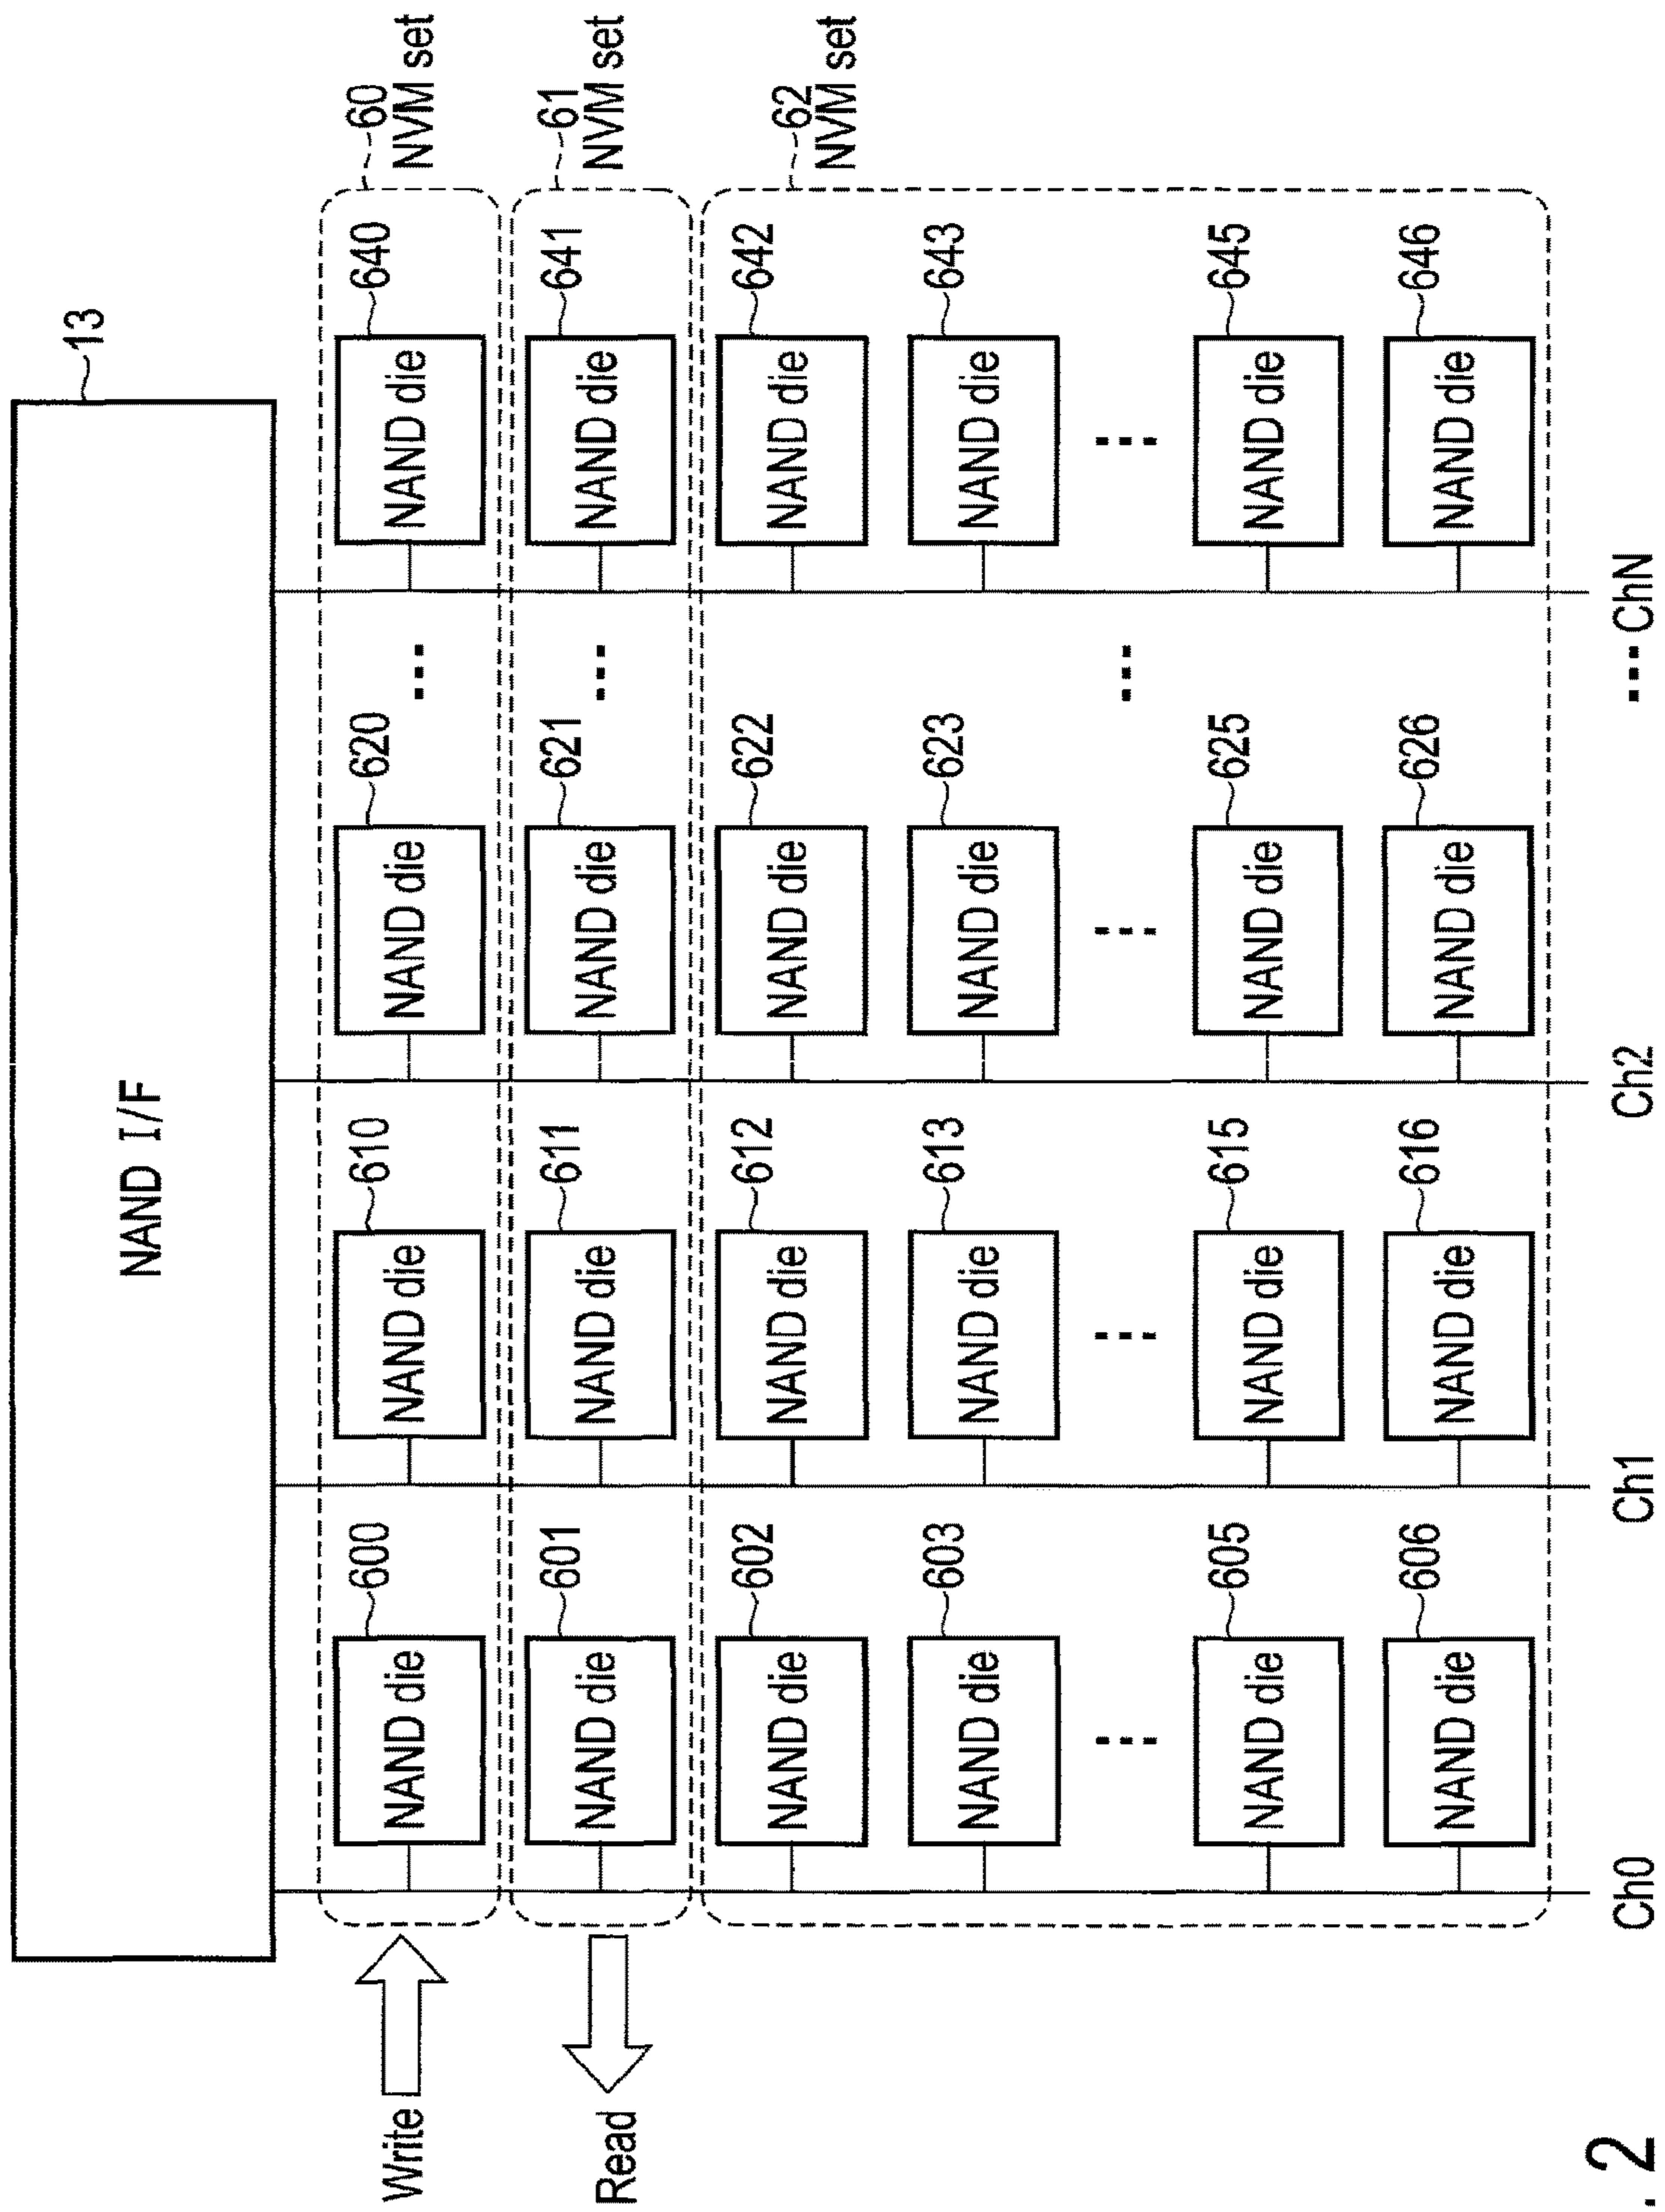 13
NAND I/F
Write
600
NAND die
610
NAND die
620
NAND die
...
640
NAND die
60
NVM set
Read
601
NAND die
611
NAND die
621
NAND die
...
641
NAND die
61
NVM set
602
NAND die
612
NAND die
622
NAND die
642
NAND die
62
NVM set
603
NAND die
613
NAND die
623
NAND die
643
NAND die
...
...
...
...
...
605
NAND die
615
NAND die
625
NAND die
645
NAND die
606
NAND die
616
NAND die
626
NAND die
646
NAND die
Ch0
Ch1
Ch2
... ChN
. 2